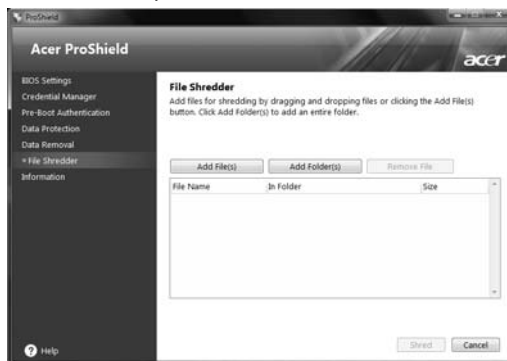 ProShield
Acer ProShield
acer
BIOS Settings
Credential Manager
Pre-Boot Authentication
Data Protection
Data Removal
File Shredder
Information
File Shredder
Add files for shredding by dragging and dropping files or clicking the Add File(s)
button. Click Add Folder(s) to add an entire folder.
Add File(s) Add Folder(s) Remove File
File Name In Folder Size
Shred Cancel
? Help